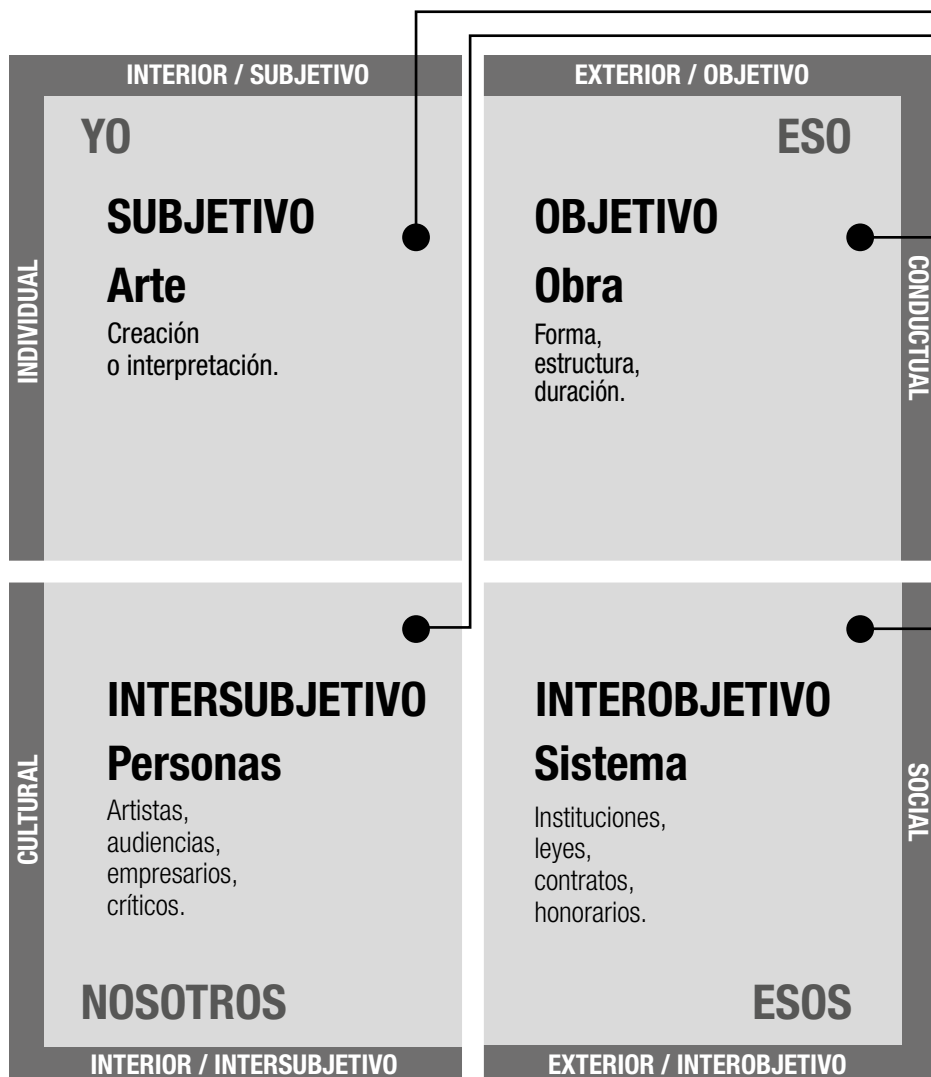 INTERIOR / SUBJETIVO
INDIVIDUAL
YO
SUBJETIVO
Arte
Creación
o interpretación.
EXTERIOR / OBJETIVO
ESO
OBJETIVO
Obra
Forma,
estructura,
duración.
CONDUCTUAL
CULTURAL
INTERSUBJETIVO
Personas
Artistas,
audiencias,
empresarios,
críticos.
NOSOTROS
INTERIOR / INTERSUBJETIVO
INTEROBJETIVO
Sistema
Instituciones,
leyes,
contratos,
honorarios.
ESOS
SOCIAL
EXTERIOR / INTEROBJETIVO